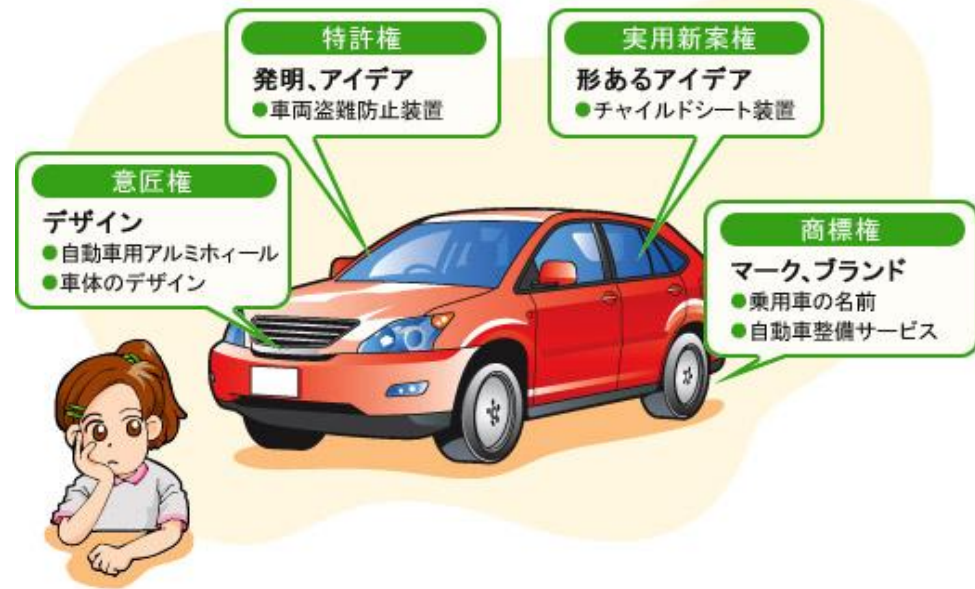 特許権
発明、アイデア
●車両盗難防止装置
実用新案権
形あるアイデア
●チャイルドシート装置
意匠権
デザイン
●自動車用アルミホィール
●車体のデザイン
商標権
マーク、ブランド
●乗用車の名前
●自動車整備サービス